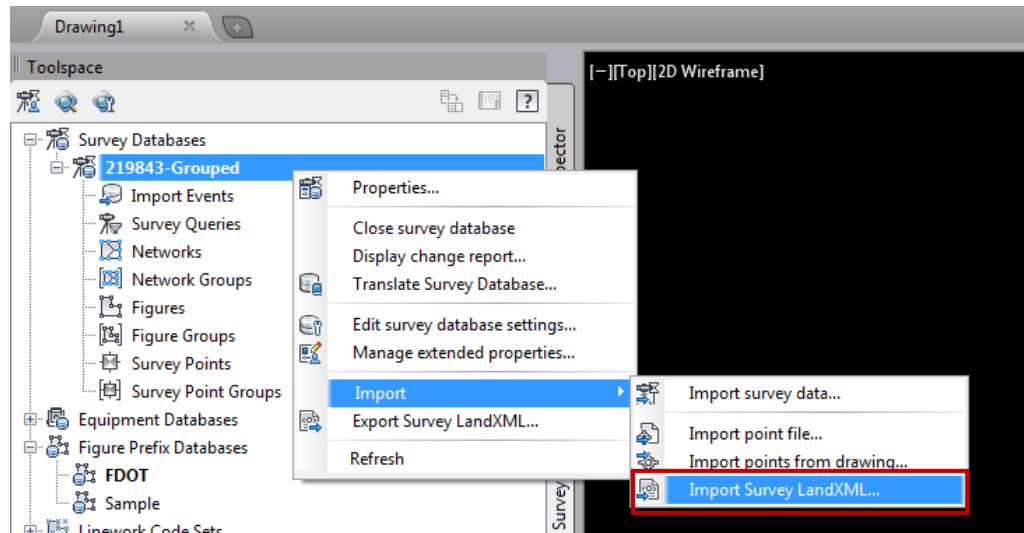 Drawing1
Toolspace
[−][Top][2D Wireframe]
?
Survey Databases
219843-Grouped
Import Events
Survey Queries
Networks
Network Groups
Figures
Figure Groups
Survey Points
Survey Point Groups
Equipment Databases
Figure Prefix Databases
FDOT
Sample
Linework Code Sets
Properties...
Close survey database
Display change report...
Translate Survey Database...
Edit survey database settings...
Manage extended properties...
Import
Export Survey LandXML...
Refresh
Import survey data...
Import point file...
Import points from drawing...
Import Survey LandXML...
Survey